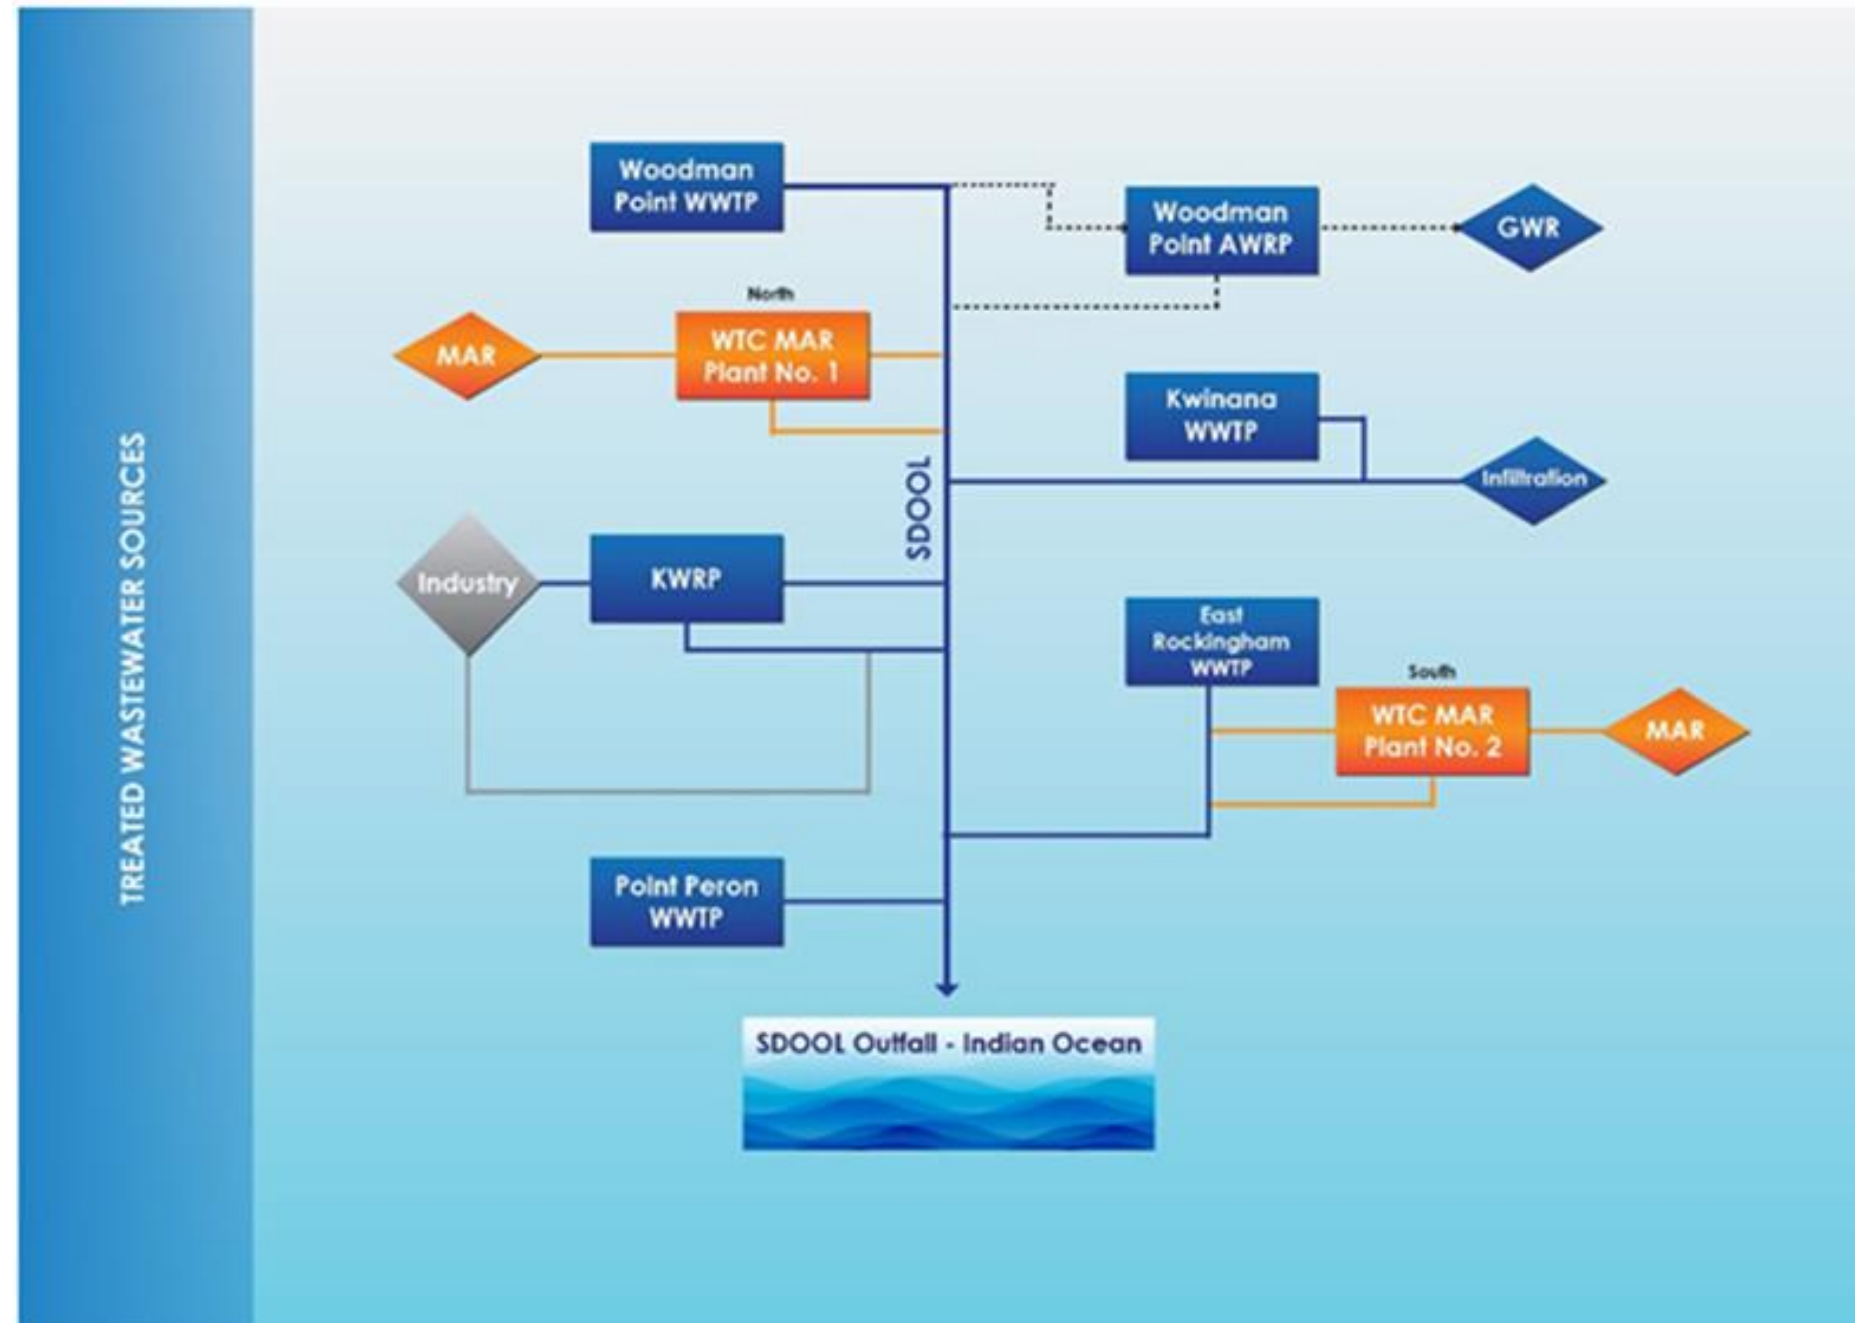 TREATED WASTEWATER SOURCES
Woodman
Point WWTP
Woodman
Point AWRP
GWR
North
MAR
WTC MAR
Plant No. 1
Kwinana
WWTP
SDOOL
Infiltration
Industry
KWRP
East
Rockingham
WWTP
South
WTC MAR
Plant No. 2
MAR
Point Peron
WWTP
SDOOL Outfall - Indian Ocean